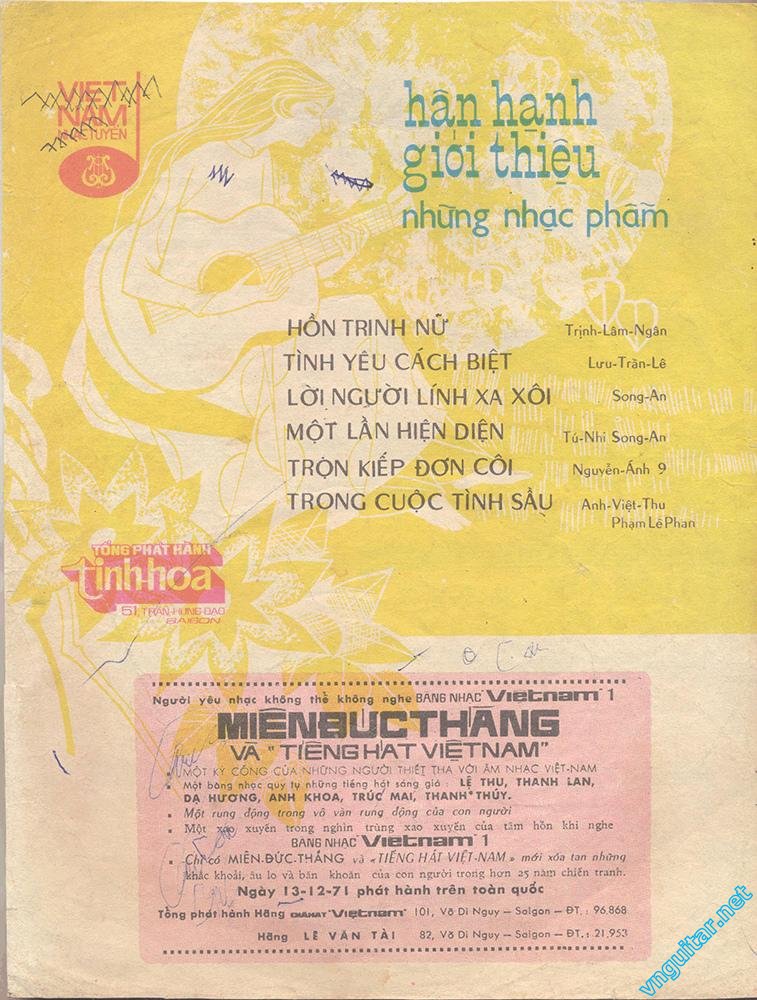 VIỆT
NAM
NHẠC TUYỂN
hân hạnh
giới thiệu
những nhạc phẩm
HỒN TRINH NỮ Trịnh-Lâm-Ngân
TÌNH YÊU CÁCH BIỆT Lưu-Trần-Lê
LỜI NGƯỜI LÍNH XA XÔI Song-An
MỘT LẦN HIỆN DIỆN Tú-Nhi Song-An
TRỌN KIẾP ĐƠN CÔI Nguyễn-Ánh 9
TRONG CUỘC TÌNH SẦU Anh-Việt-Thu
Phạm Lê Phan
TỔNG PHÁT HÀNH
tinh-hoa
51, TRẦN-HƯNG-ĐẠO
SAIGON
Người yêu nhạc không thể không nghe BĂNG NHẠC Vietnam 1
MIÊNĐỨCTHẮNG
VÀ "TIẾNG HÁT VIỆTNAM"
MỘT KỲ CÔNG CỦA NHỮNG NGƯỜI THIẾT THA VỚI ÂM NHẠC VIỆT-NAM
Một băng nhạc quy tụ những tiếng hát sáng giá : LỆ THU, THANH LAN,
DẠ HƯƠNG, ANH KHOA, TRÚC MAI, THANH THÚY.
Một rung động trong vô vàn rung động của con người
Một xao xuyến trong nghìn trùng xao xuyến của tâm hồn khi nghe
BĂNG NHẠC Vietnam 1
Chỉ có MIÊN.ĐỨC.THẮNG và «TIẾNG HÁT VIỆT-NAM» mới xóa tan những
khắc khoải, âu lo và băn khoăn của con người trong hơn 25 năm chiến tranh.
Ngày 13-12-71 phát hành trên toàn quốc
Tổng phát hành Hãng Vietnam 101, Võ Di Nguy – Saigon – ĐT. : 96.868
Hãng LÊ VĂN TÀI 82, Võ Di Nguy – Saigon – ĐT. : 21.953
vnguitar.net